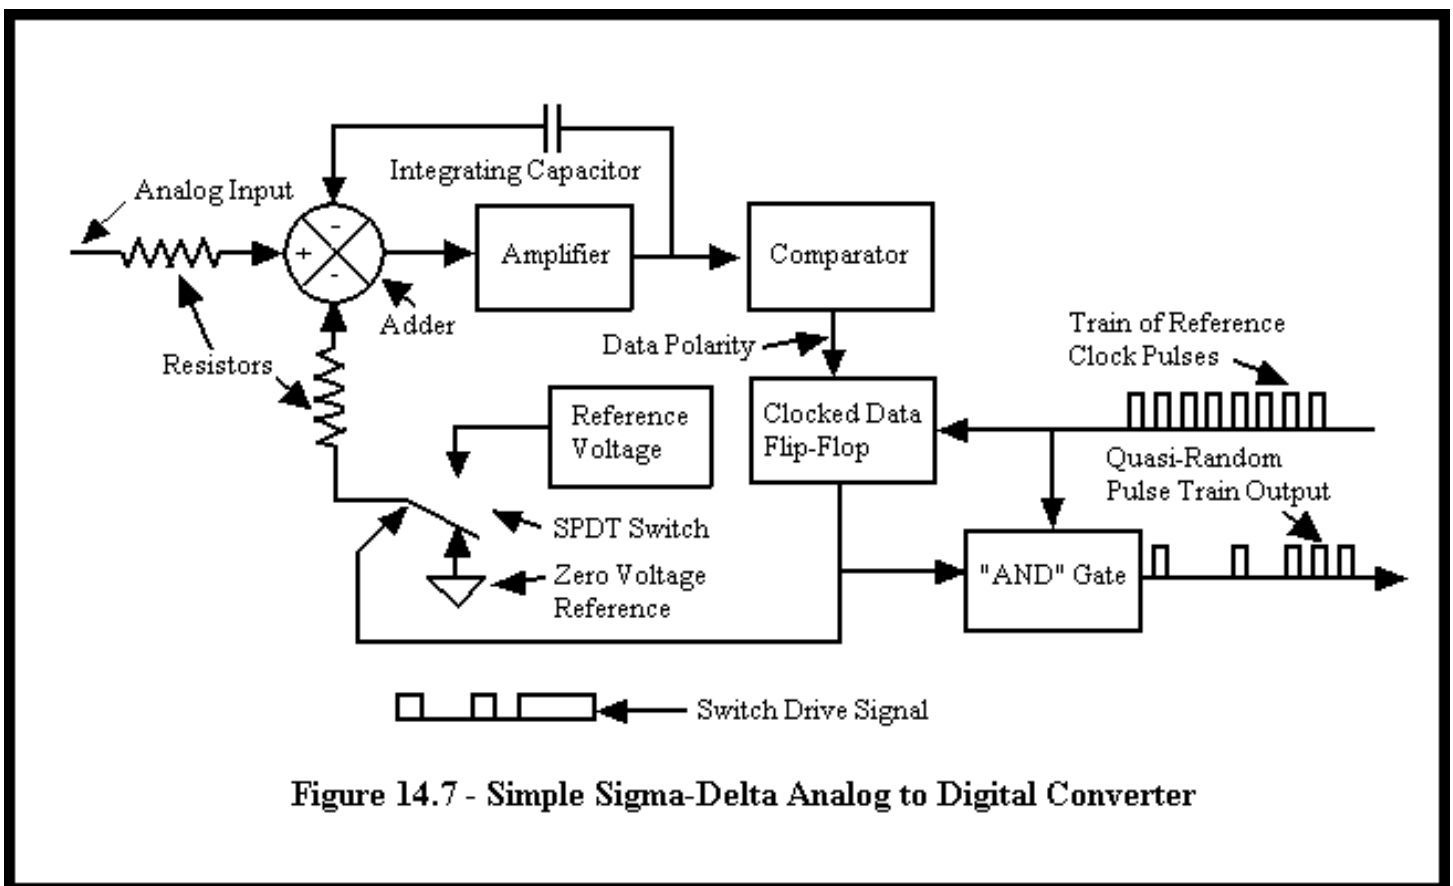 Integrating Capacitor
Analog Input
+
-
-
Amplifier
Comparator
Adder
Resistors
Data Polarity
Train of Reference
Clock Pulses
Reference
Voltage
Clocked Data
Flip-Flop
Quasi-Random
Pulse Train Output
SPDT Switch
Zero Voltage
Reference
"AND" Gate
Switch Drive Signal
Figure 14.7 - Simple Sigma-Delta Analog to Digital Converter